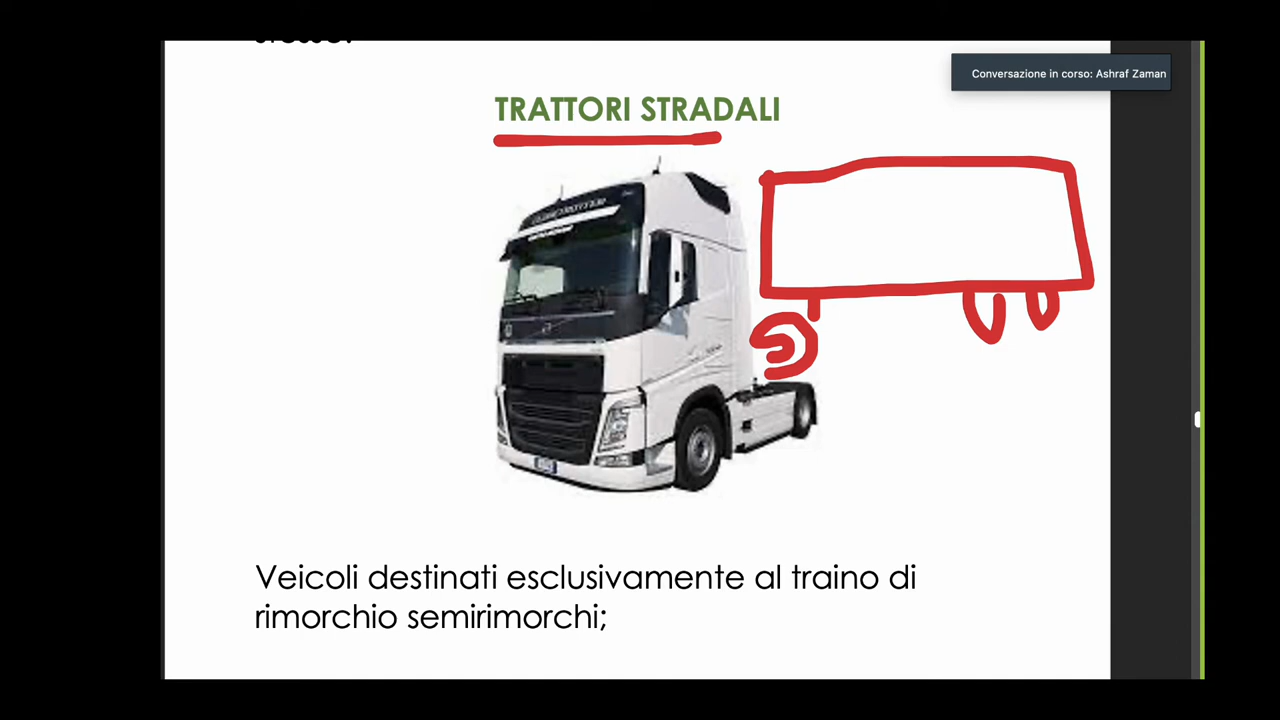 Conversazione in corso: Ashraf Zaman
TRATTORI STRADALI
Veicoli destinati esclusivamente al traino di
rimorchio semirimorchi;